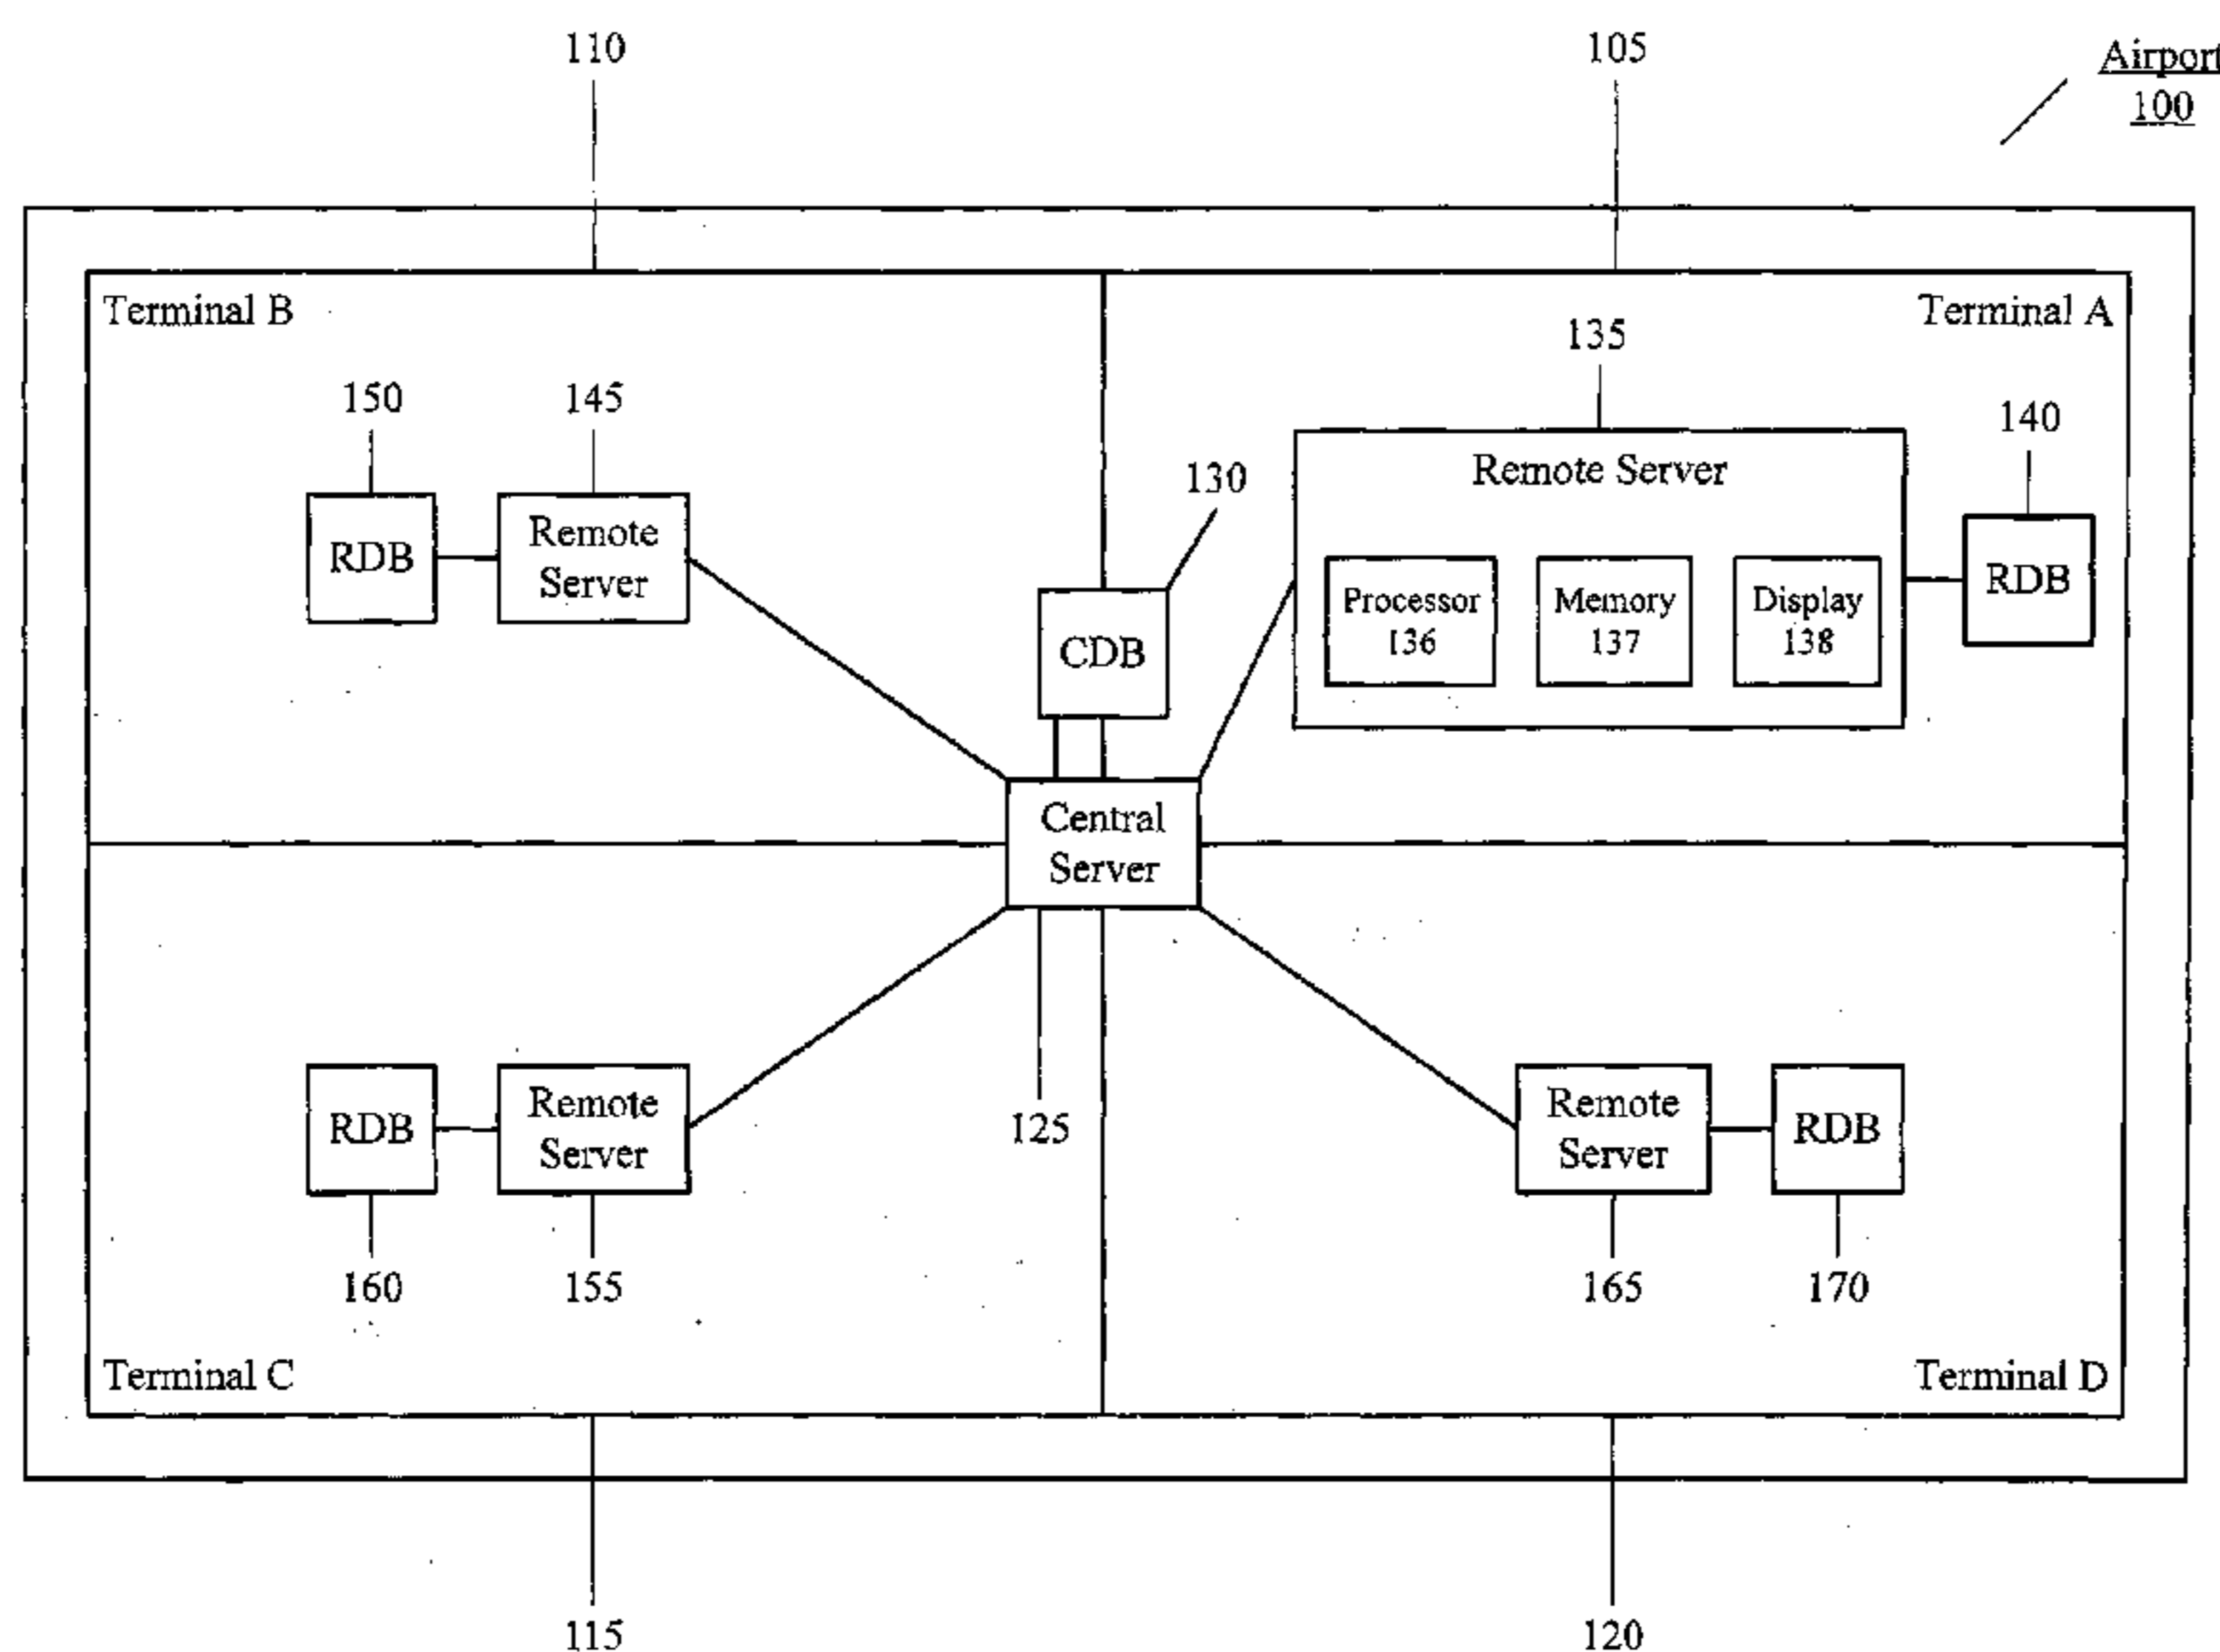 110
105
Airport
100
Terminal B
Terminal A
135
150
145
140
130
Remote Server
RDB
Remote
Server
RDB
Processor
136
Memory
137
Display
138
CDB
Central
Server
RDB
Remote
Server
125
Remote
Server
RDB
160
155
165
170
Terminal C
Terminal D
115
120